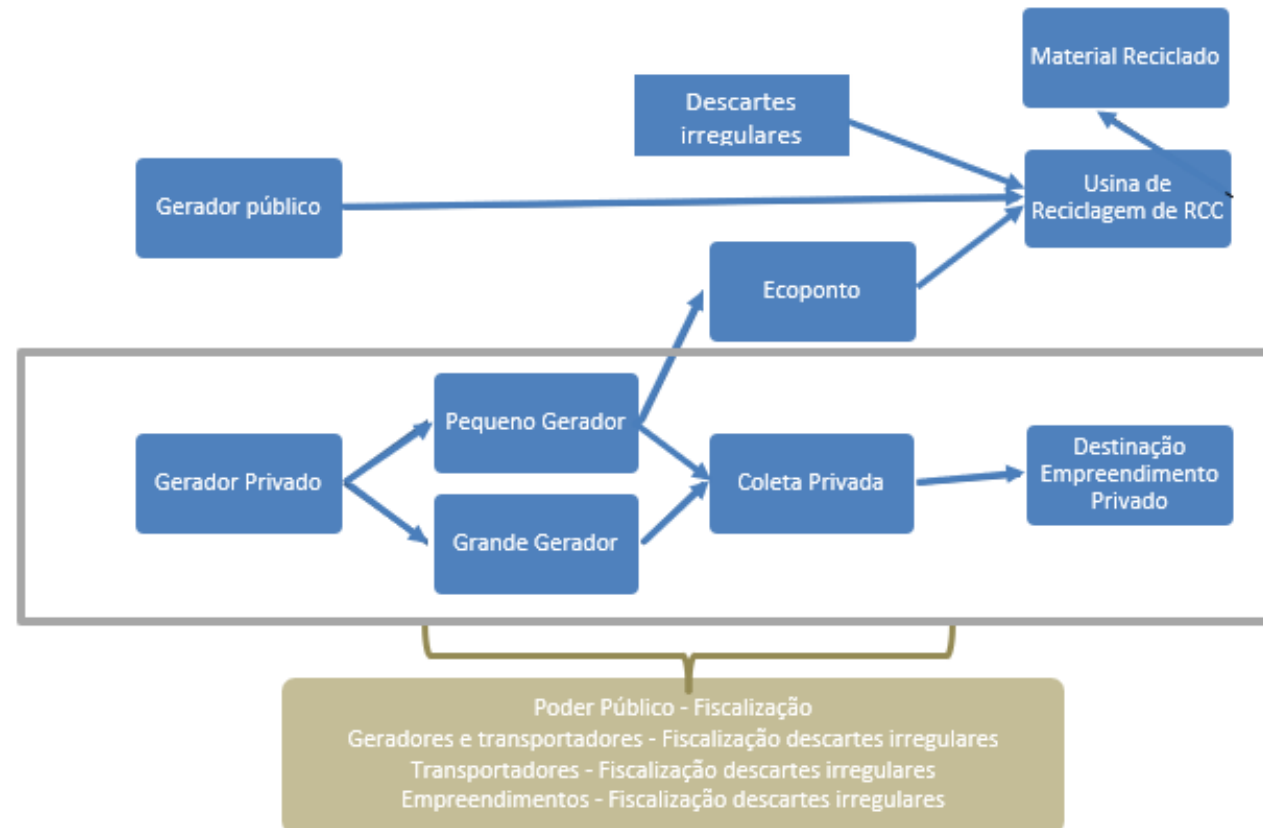 Material Reciclado
Descartes
irregulares
Gerador público
Usina de
Reciclagem de RCC
Ecoponto
Pequeno Gerador
Gerador Privado
Coleta Privada
Destinação
Empreendimento
Privado
Grande Gerador
Poder Público - Fiscalização
Geradores e transportadores - Fiscalização descartes irregulares
Transportadores - Fiscalização descartes irregulares
Empreendimentos - Fiscalização descartes irregulares